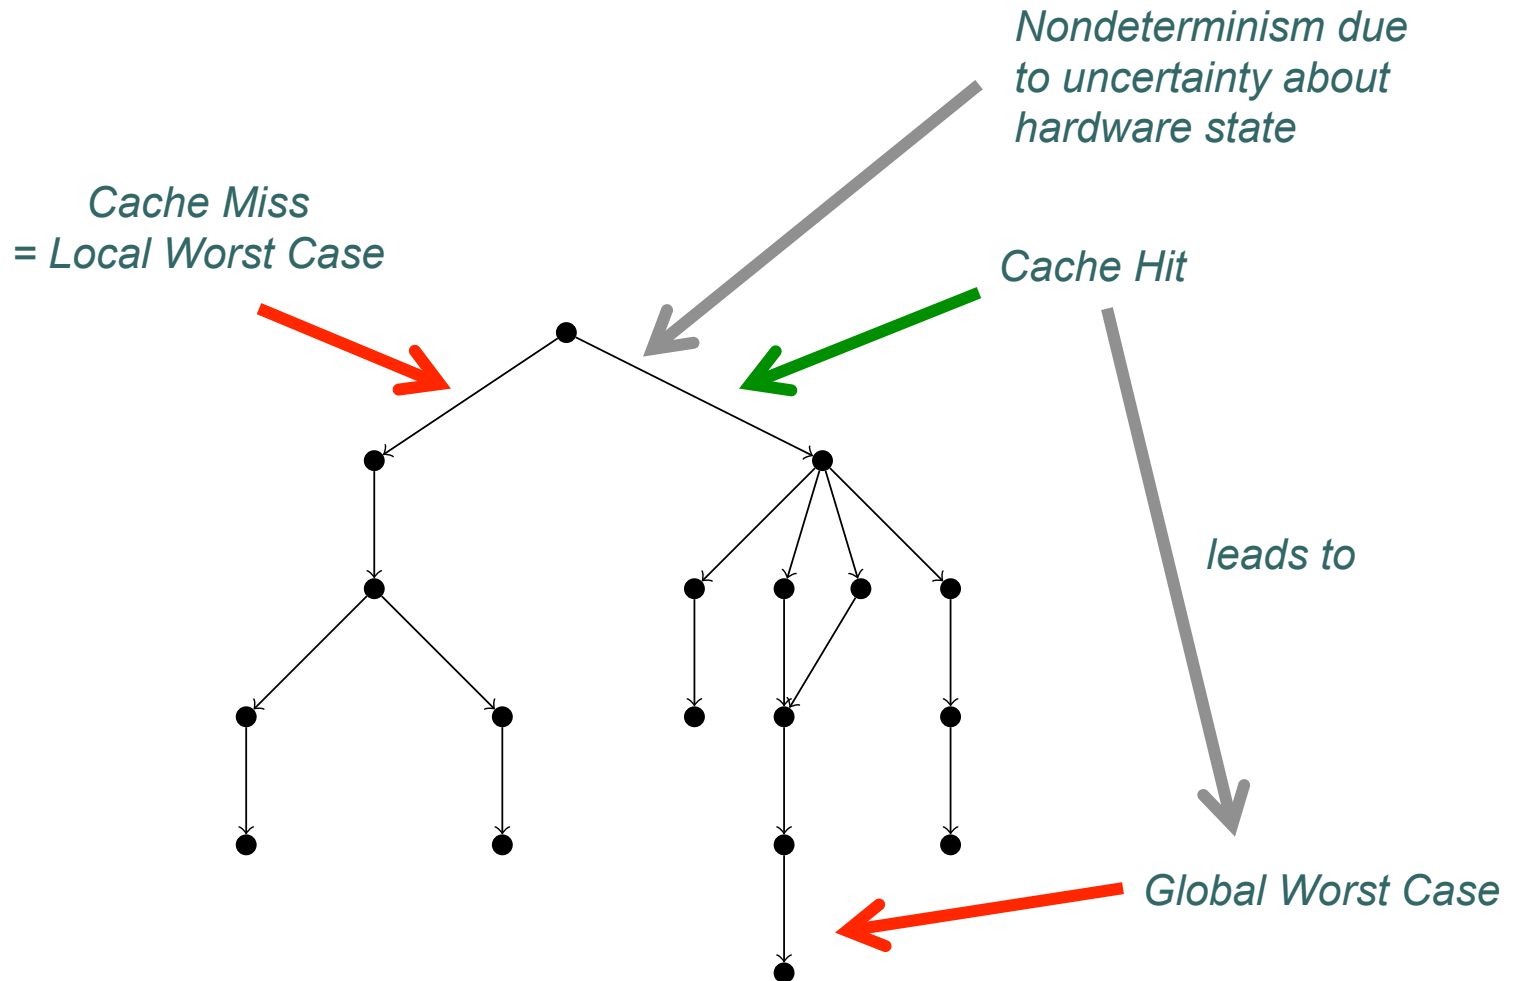 Nondeterminism due
to uncertainty about
hardware state
Cache Miss
= Local Worst Case
Cache Hit
leads to
Global Worst Case